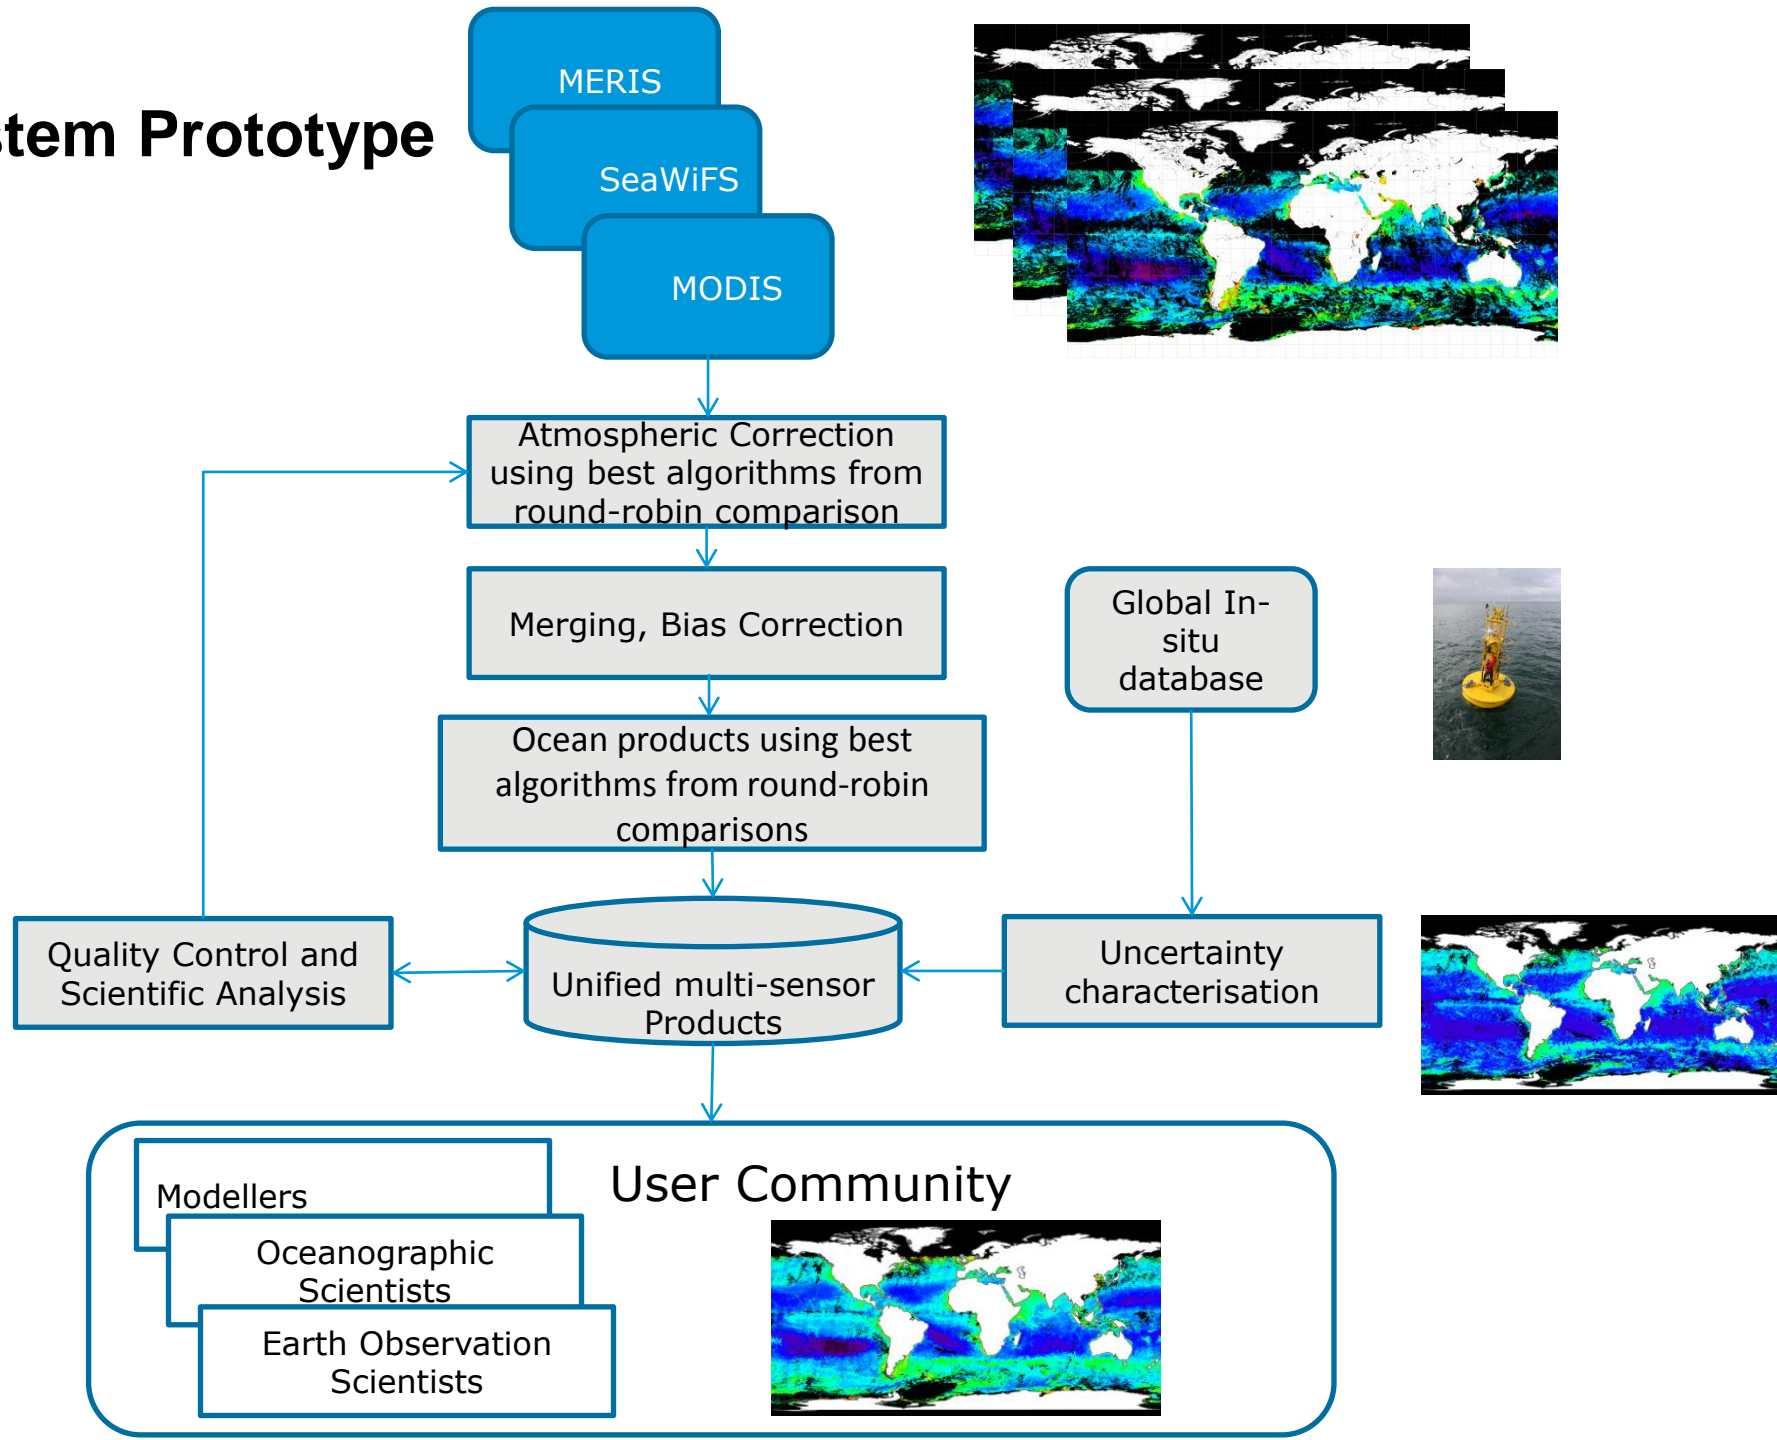 stem Prototype
MERIS
SeaWiFS
MODIS
Atmospheric Correction
using best algorithms from
round-robin comparison
Merging, Bias Correction
Global In-
situ
database
Ocean products using best
algorithms from round-robin
comparisons
Quality Control and
Scientific Analysis
Unified multi-sensor
Products
Uncertainty
characterisation
User Community
Modellers
Oceanographic
Scientists
Earth Observation
Scientists